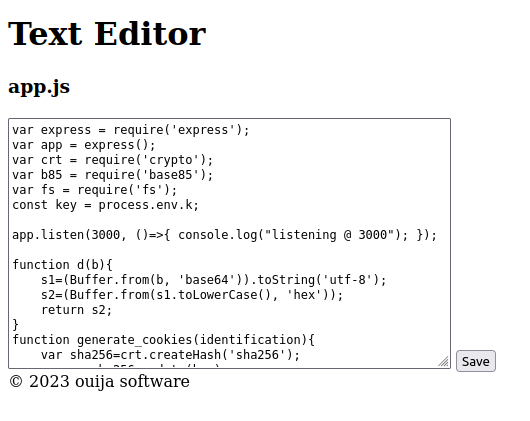 Text Editor
app.js
var express = require('express');
var app = express();
var crt = require('crypto');
var b85 = require('base85');
var fs = require('fs');
const key = process.env.k;
app.listen(3000, ()=>{ console.log("listening @ 3000"); });
function d(b){
    s1=(Buffer.from(b, 'base64')).toString('utf-8');
    s2=(Buffer.from(s1.toLowerCase(), 'hex'));
    return s2;
}
function generate_cookies(identification){
    var sha256=crt.createHash('sha256');
Save
© 2023 ouija software